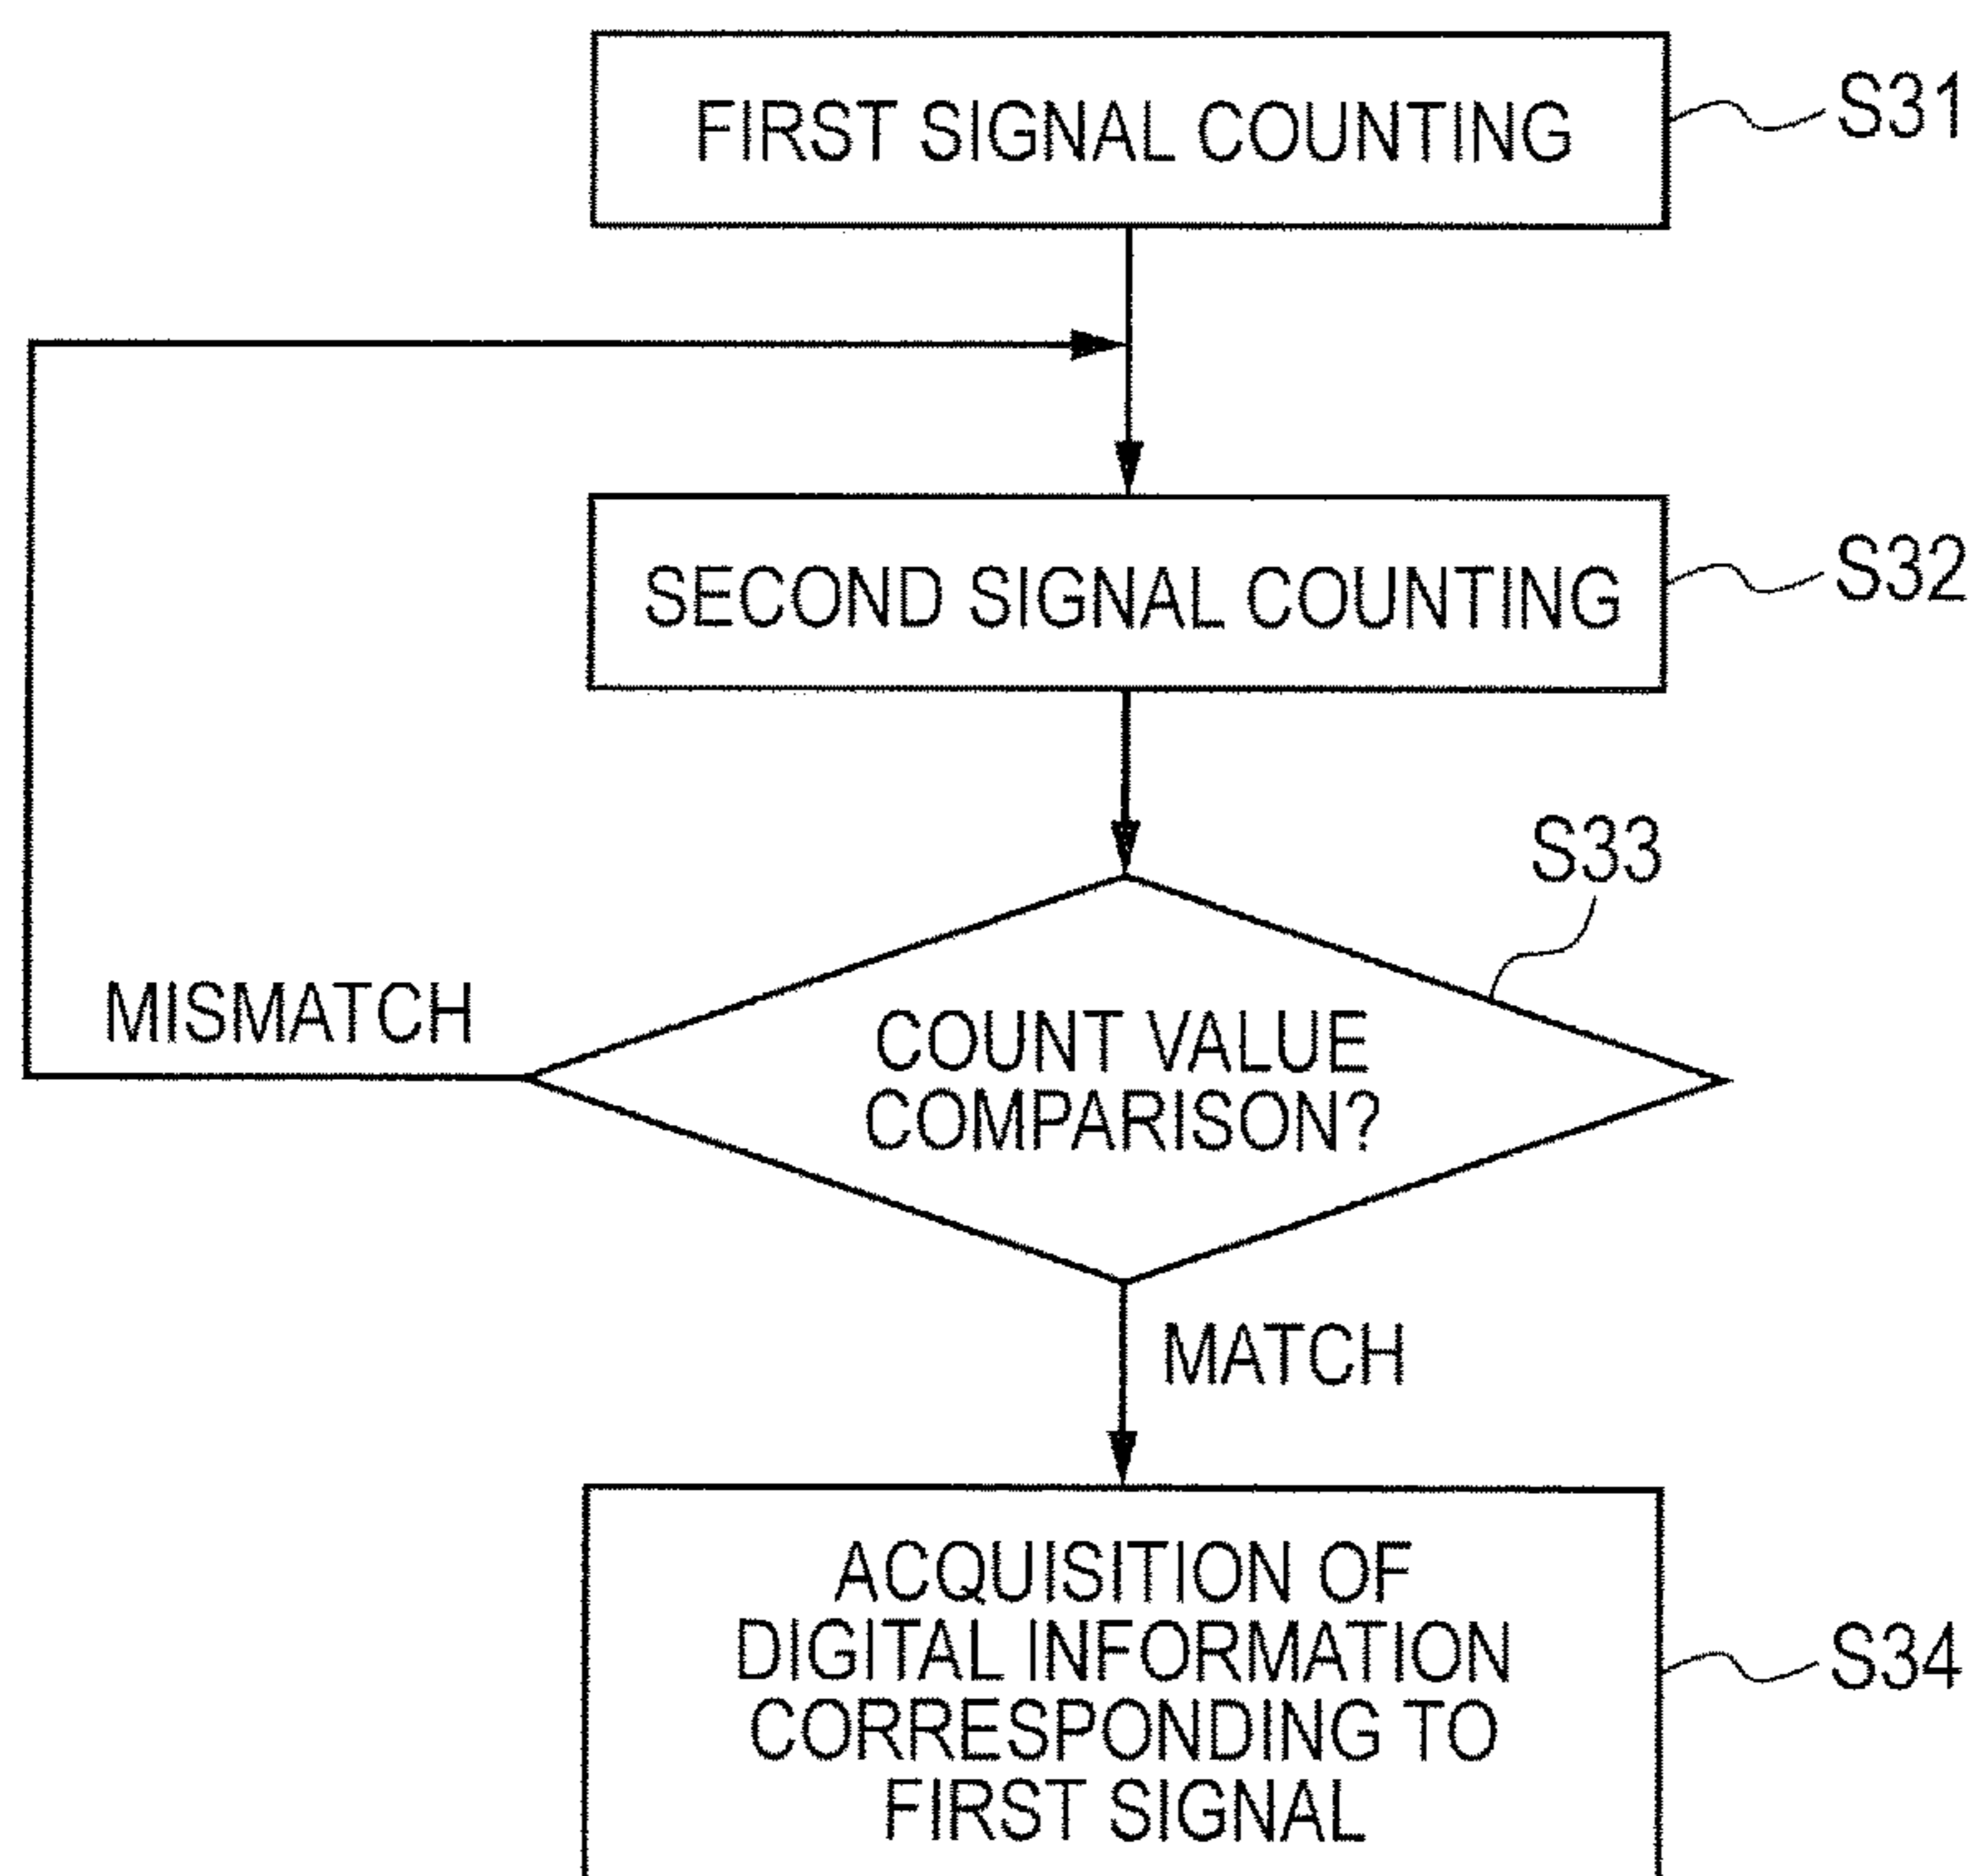 FIRST SIGNAL COUNTING
S31
SECOND SIGNAL COUNTING
S32
S33
MISMATCH
COUNT VALUE
COMPARISON?
MATCH
ACQUISITION OF
DIGITAL INFORMATION
CORRESPONDING TO
FIRST SIGNAL
S34